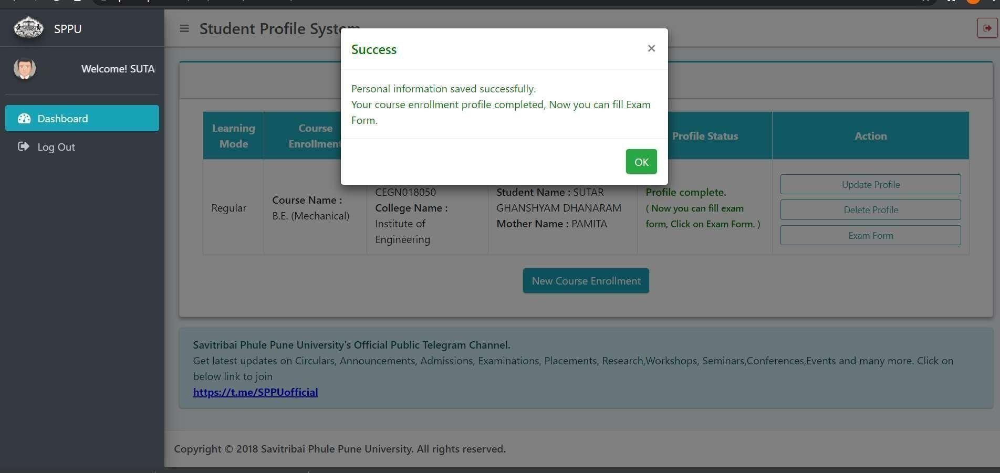 SPPU
Student Profile System
Welcome! SUTA
Dashboard
Log Out
Success
×
Personal information saved successfully.
Your course enrollment profile completed, Now you can fill Exam
Form.
OK
Learning
Mode
Course
Enrollment
Profile Status
Action
Regular
Course Name :
B.E. (Mechanical)
CEGN018050
College Name :
Institute of
Engineering
Student Name : SUTAR
GHANSHYAM DHANARAM
Mother Name : PAMITA
Profile complete.
( Now you can fill exam
form, Click on Exam Form. )
Update Profile
Delete Profile
Exam Form
New Course Enrollment
Savitribai Phule Pune University's Official Public Telegram Channel.
Get latest updates on Circulars, Announcements, Admissions, Examinations, Placements, Research,Workshops, Seminars,Conferences,Events and many more. Click on
below link to join
https://t.me/SPPUofficial
Copyright © 2018 Savitribai Phule Pune University. All rights reserved.